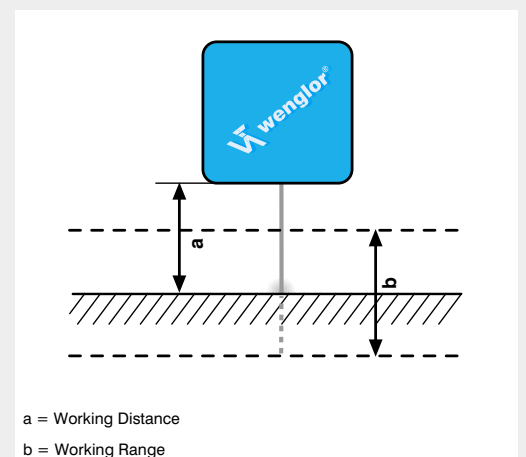 wenglor®
a
b
a = Working Distance
b = Working Range